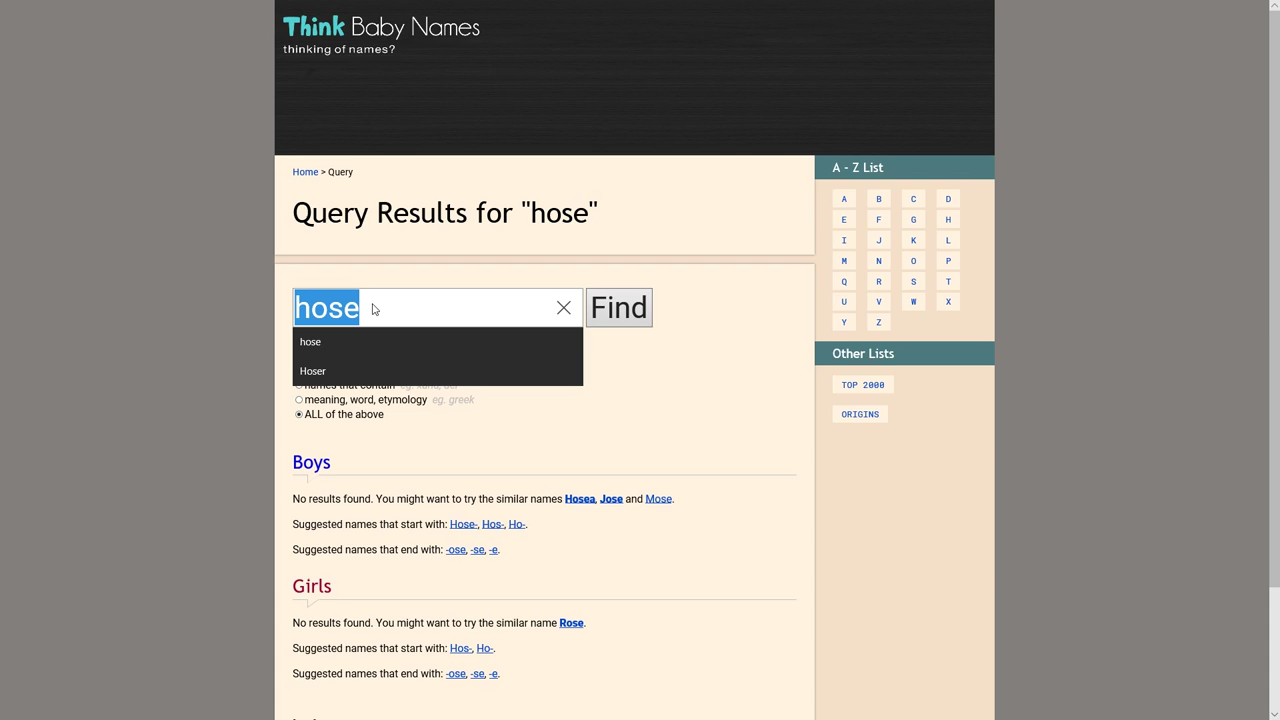 Think Baby Names
thinking of names?
Home > Query
Query Results for "hose"
hose
Find
hose
Hoser
meaning, word, etymology eg. greek
ALL of the above
Boys
No results found. You might want to try the similar names Hosea, Jose and Mose.
Suggested names that start with: Hose-, Hos-, Ho-.
Suggested names that end with: -ose, -se, -e.
Girls
No results found. You might want to try the similar name Rose.
Suggested names that start with: Hos-, Ho-.
Suggested names that end with: -ose, -se, -e.
A - Z List
A B C D
E F G H
I J K L
M N O P
Q R S T
U V W X
Y Z
Other Lists
TOP 2000
ORIGINS